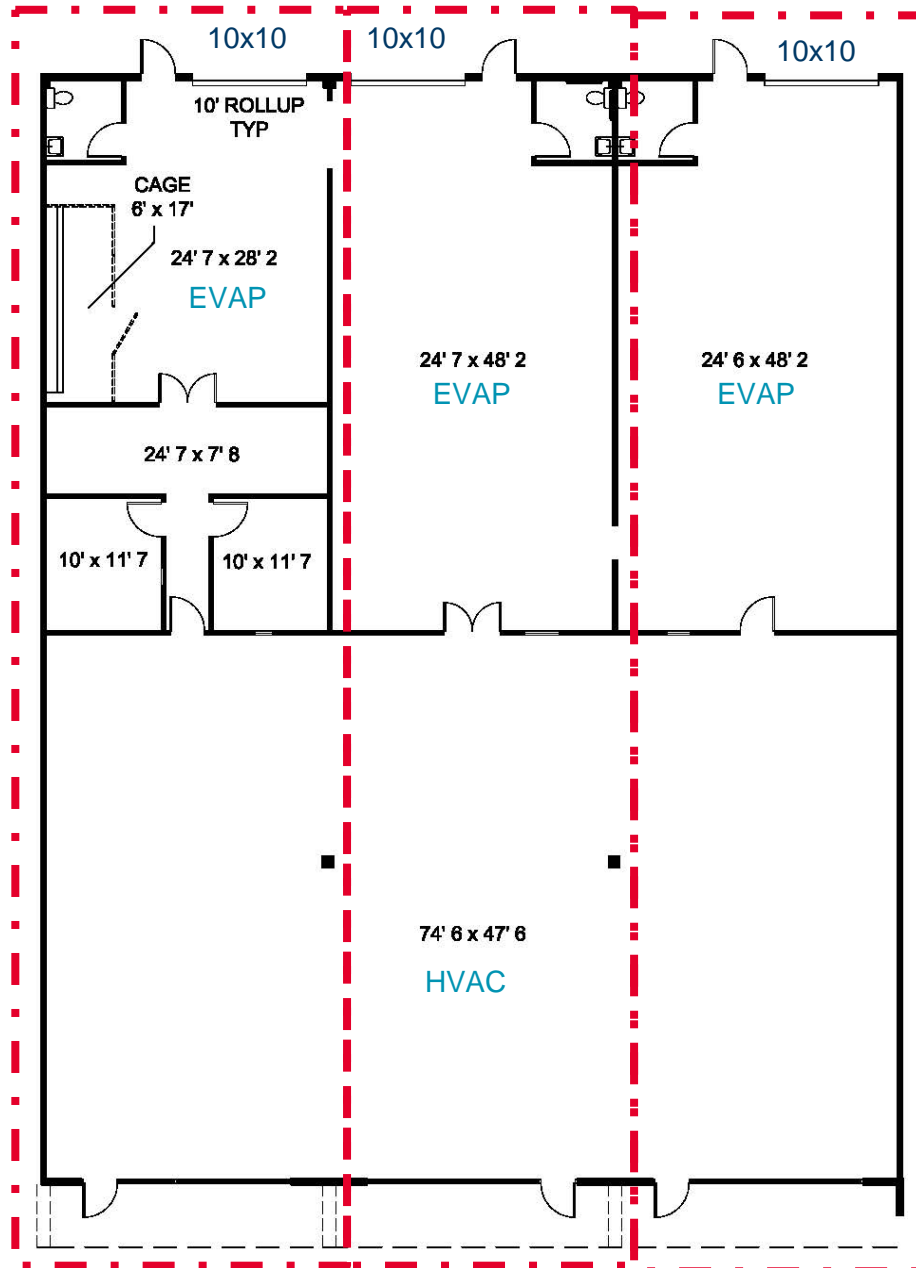 10x10
10x10
10x10
10' ROLLUP
TYP
CAGE
6' x 17'
24' 7 x 28' 2
EVAP
24' 7 x 48' 2
EVAP
24' 6 x 48' 2
EVAP
24' 7 x 7' 8
10' x 11' 7
10' x 11' 7
74' 6 x 47' 6
HVAC